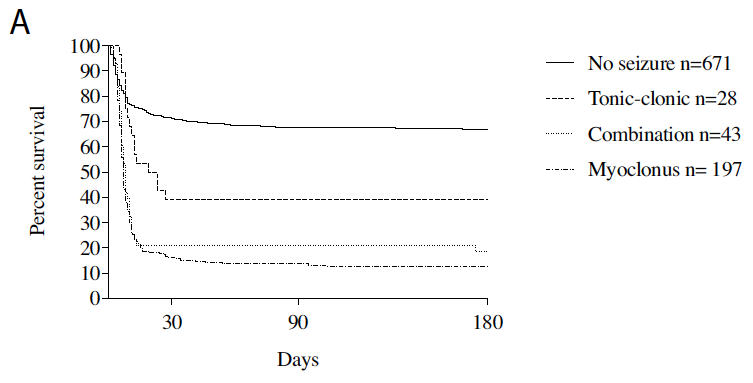 A
Percent survival
100
90
80
70
60
50
40
30
20
10
0
30 90 180
Days
No seizure n=671
Tonic-clonic n=28
Combination n=43
Myoclonus n= 197